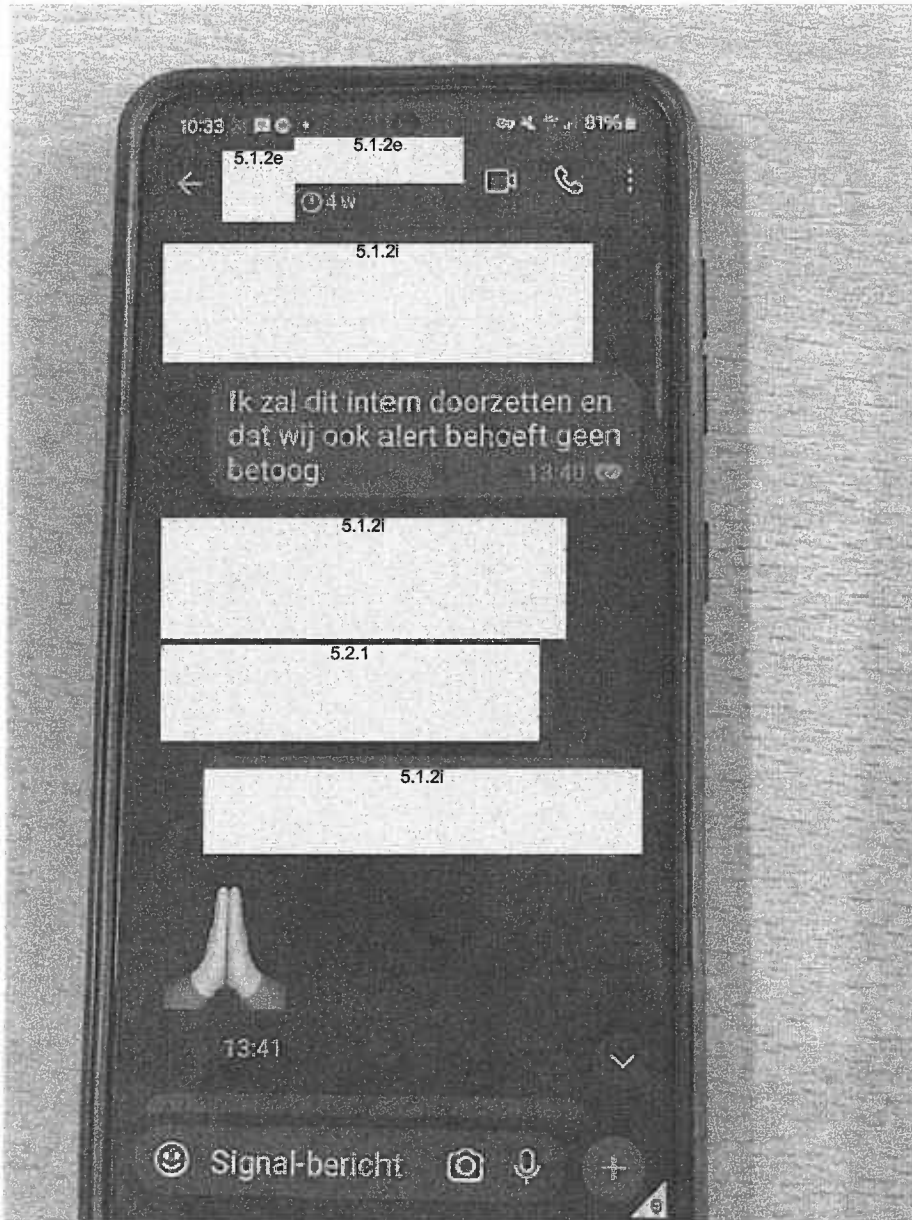 10:33
81%
5.1.2e
5.1.2e
4 w
5.1.2i
Ik zal dit intern doorzetten en
dat wij ook alert behoeft geen
betoog.
13:40
5.1.2i
5.2.1
5.1.2i
13:41
Signal-bericht